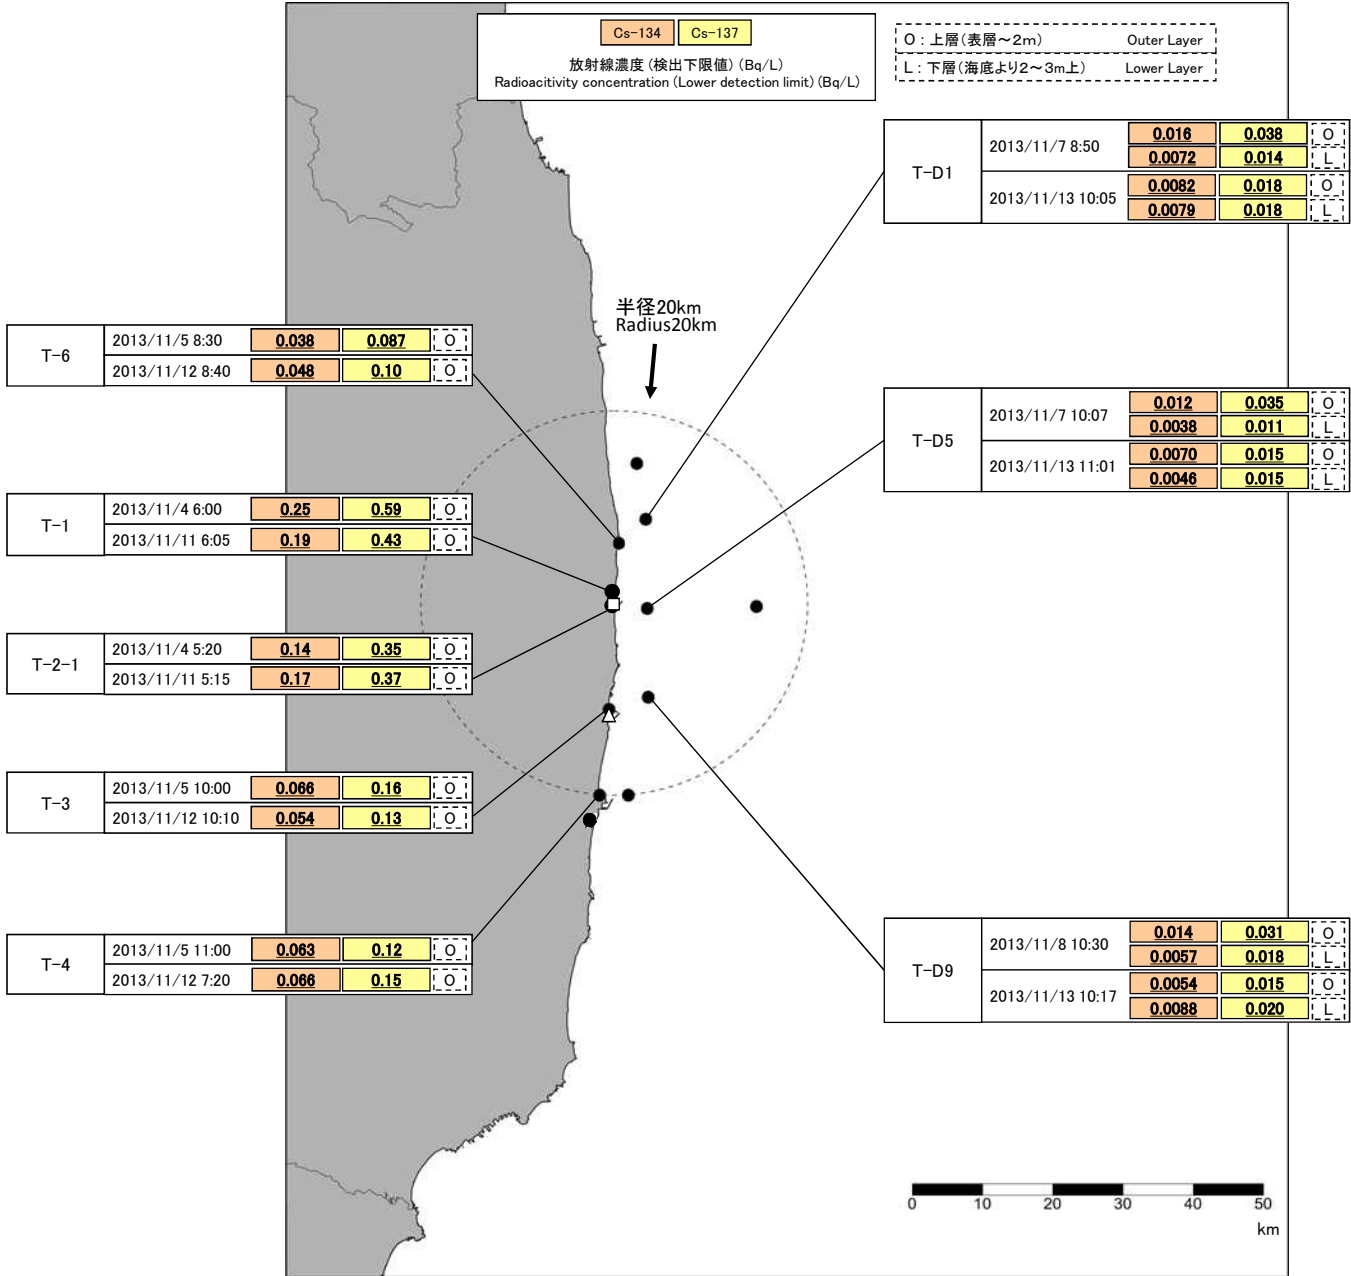 Cs-134 Cs-137
放射線濃度(検出下限値)(Bq/L)
Radioacitivity concentration(Lower detection limit)(Bq/L)
O:上層(表層~2m) Outer Layer
L:下層(海底より2~3m上) Lower Layer
T-D1
2013/11/7 8:50 0.016 0.038 O
0.0072 0.014 L
2013/11/13 10:05 0.0082 0.018 O
0.0079 0.018 L
半径20km
Radius20km
T-6
2013/11/5 8:30 0.038 0.087 O
2013/11/12 8:40 0.048 0.10 O
T-D5
2013/11/7 10:07 0.012 0.035 O
0.0038 0.011 L
2013/11/13 11:01 0.0070 0.015 O
0.0046 0.015 L
T-1
2013/11/4 6:00 0.25 0.59 O
2013/11/11 6:05 0.19 0.43 O
T-2-1
2013/11/4 5:20 0.14 0.35 O
2013/11/11 5:15 0.17 0.37 O
T-3
2013/11/5 10:00 0.066 0.16 O
2013/11/12 10:10 0.054 0.13 O
T-4
2013/11/5 11:00 0.063 0.12 O
2013/11/12 7:20 0.066 0.15 O
T-D9
2013/11/8 10:30 0.014 0.031 O
0.0057 0.018 L
2013/11/13 10:17 0.0054 0.015 O
0.0088 0.020 L
0 10 20 30 40 50
km